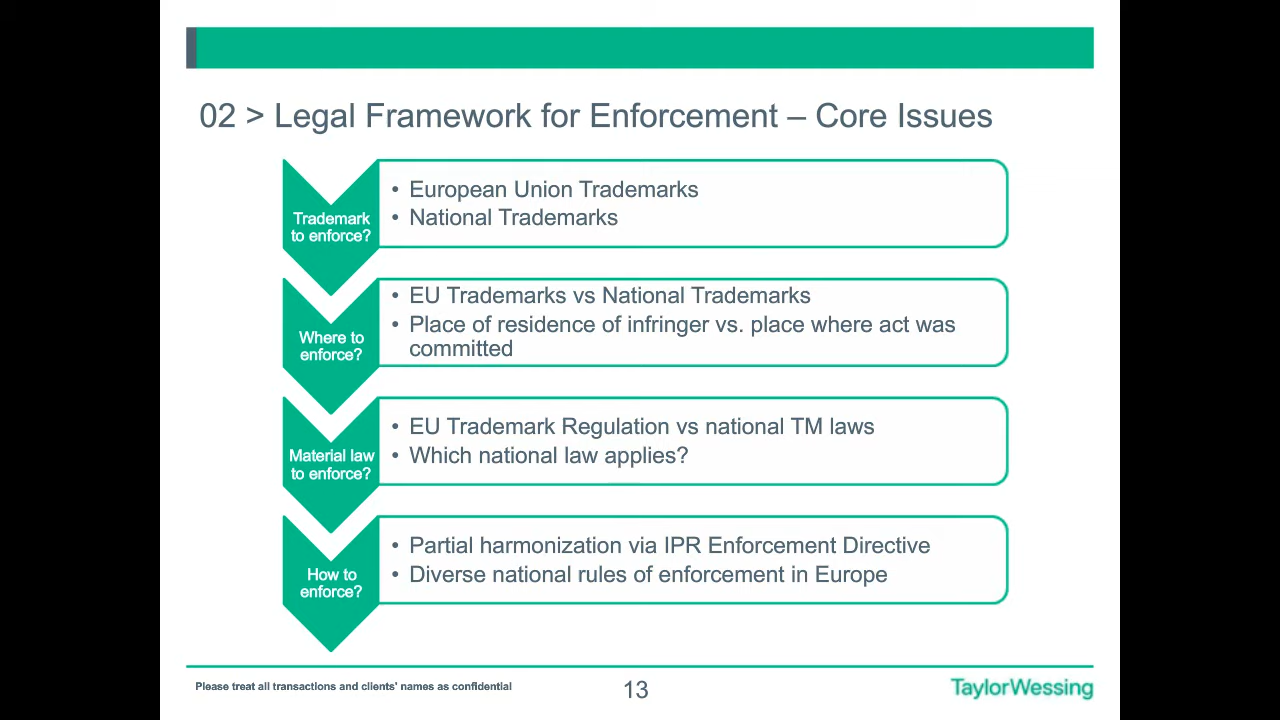 02 > Legal Framework for Enforcement – Core Issues
Trademark
to enforce?
• European Union Trademarks
• National Trademarks
Where to
enforce?
• EU Trademarks vs National Trademarks
• Place of residence of infringer vs. place where act was
committed
Material law
to enforce?
• EU Trademark Regulation vs national TM laws
• Which national law applies?
How to
enforce?
• Partial harmonization via IPR Enforcement Directive
• Diverse national rules of enforcement in Europe
Please treat all transactions and clients' names as confidential
13
TaylorWessing